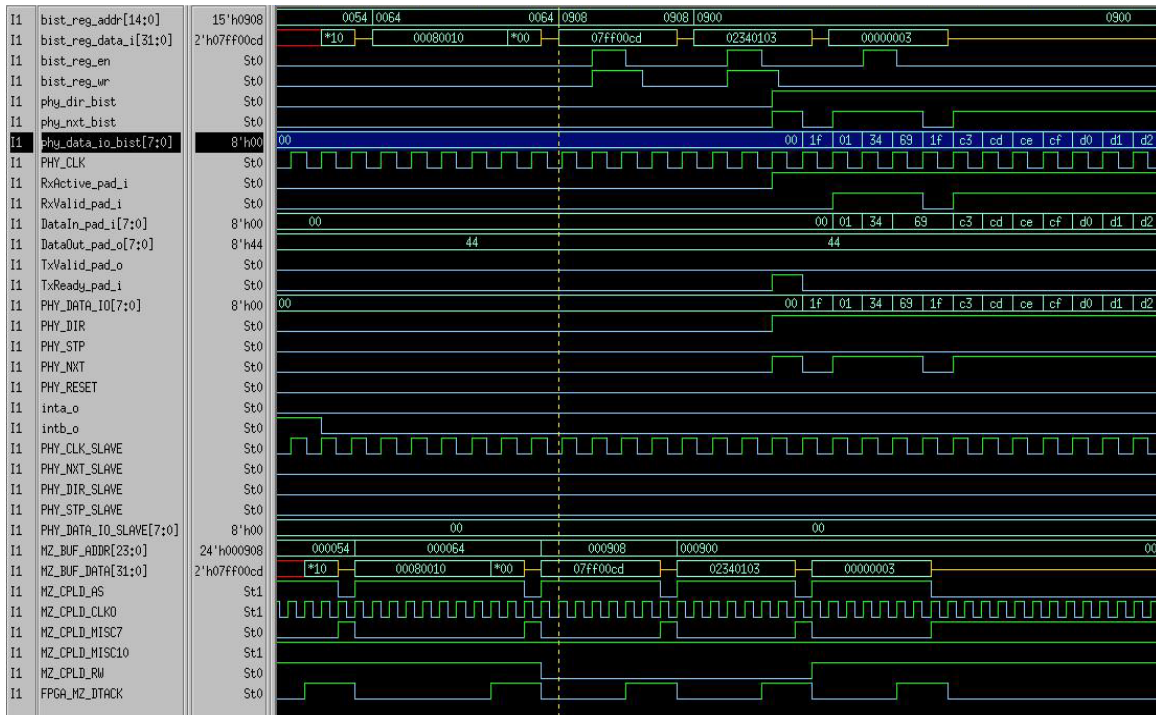 I1 bist_reg_addr[14:0] 15'h0908 0054 0064 0064 0908 0908 0900 0900
I1 bist_reg_data_i[31:0] 2'h07ff00cd *10 00080010 *00 07ff00cd 02340103 00000003
I1 bist_reg_en St0
I1 bist_reg_wr St0
I1 phy_dir_bist St0
I1 phy_nxt_bist St0
I1 phy_data_io_bist[7:0] 8'h00 00 00 1f 01 34 69 1f c3 cd ce cf d0 d1 d2
I1 PHY_CLK St0
I1 RxActive_pad_i St0
I1 RxValid_pad_i St0
I1 DataIn_pad_i[7:0] 8'h00 00 00 01 34 69 c3 cd ce cf d0 d1 d2
I1 DataOut_pad_o[7:0] 8'h44 44 44
I1 TxValid_pad_o St0
I1 TxReady_pad_i St0
I1 PHY_DATA_IO[7:0] 8'h00 00 00 1f 01 34 69 1f c3 cd ce cf d0 d1 d2
I1 PHY_DIR St0
I1 PHY_STP St0
I1 PHY_NXT St0
I1 PHY_RESET St0
I1 inta_o St0
I1 intb_o St0
I1 PHY_CLK_SLAVE St0
I1 PHY_NXT_SLAVE St0
I1 PHY_DIR_SLAVE St0
I1 PHY_STP_SLAVE St0
I1 PHY_DATA_IO_SLAVE[7:0] 8'h00 00 00
I1 MZ_BUF_ADDR[23:0] 24'h000908 000054 000064 000908 000900 00
I1 MZ_BUF_DATA[31:0] 2'h07ff00cd *10 00080010 *00 07ff00cd 02340103 00000003
I1 MZ_CPLD_AS St1
I1 MZ_CPLD_CLKO St1
I1 MZ_CPLD_MISC7 St0
I1 MZ_CPLD_MISC10 St1
I1 MZ_CPLD_RW St0
I1 FPGA_MZ_DTACK St0